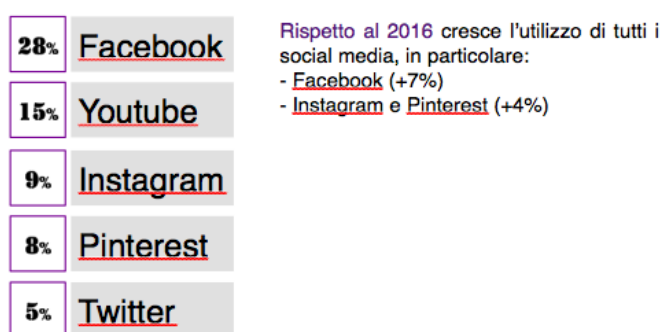 28% Facebook
15% Youtube
9% Instagram
8% Pinterest
5% Twitter
Rispetto al 2016 cresce l'utilizzo di tutti i
social media, in particolare:
- Facebook (+7%)
- Instagram e Pinterest (+4%)